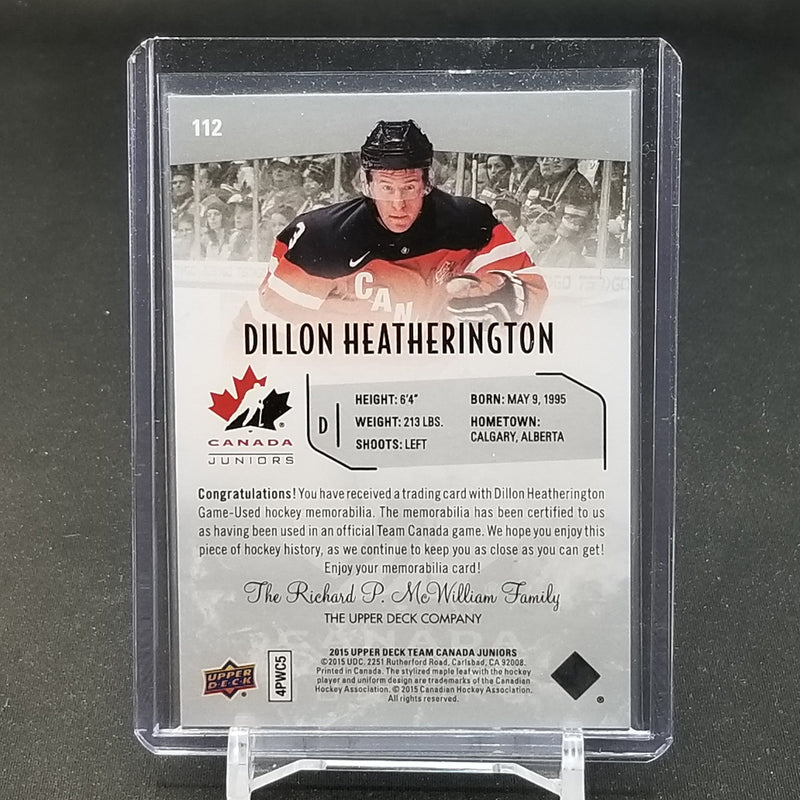 112
3
CAN
DILLON HEATHERINGTON
CANADA
JUNIORS
D
HEIGHT: 6'4"
WEIGHT: 213 LBS.
SHOOTS: LEFT
BORN: MAY 9, 1995
HOMETOWN:
CALGARY, ALBERTA
Congratulations! You have received a trading card with Dillon Heatherington
Game-Used hockey memorabilia. The memorabilia has been certified to us
as having been used in an official Team Canada game. We hope you enjoy this
piece of hockey history, as we continue to keep you as close as you can get!
Enjoy your memorabilia card!
The Richard P. McWilliam Family
THE UPPER DECK COMPANY
CANADA
2015 UPPER DECK TEAM CANADA JUNIORS
©2015 UDC. 2251 Rutherford Road, Carlsbad, CA 92008.
Printed in Canada. The stylized maple leaf with the hockey
player and uniform design are trademarks of the Canadian
Hockey Association. © 2015 Canadian Hockey Association.
All rights reserved.
UPPER
DECK
4PWC5
®